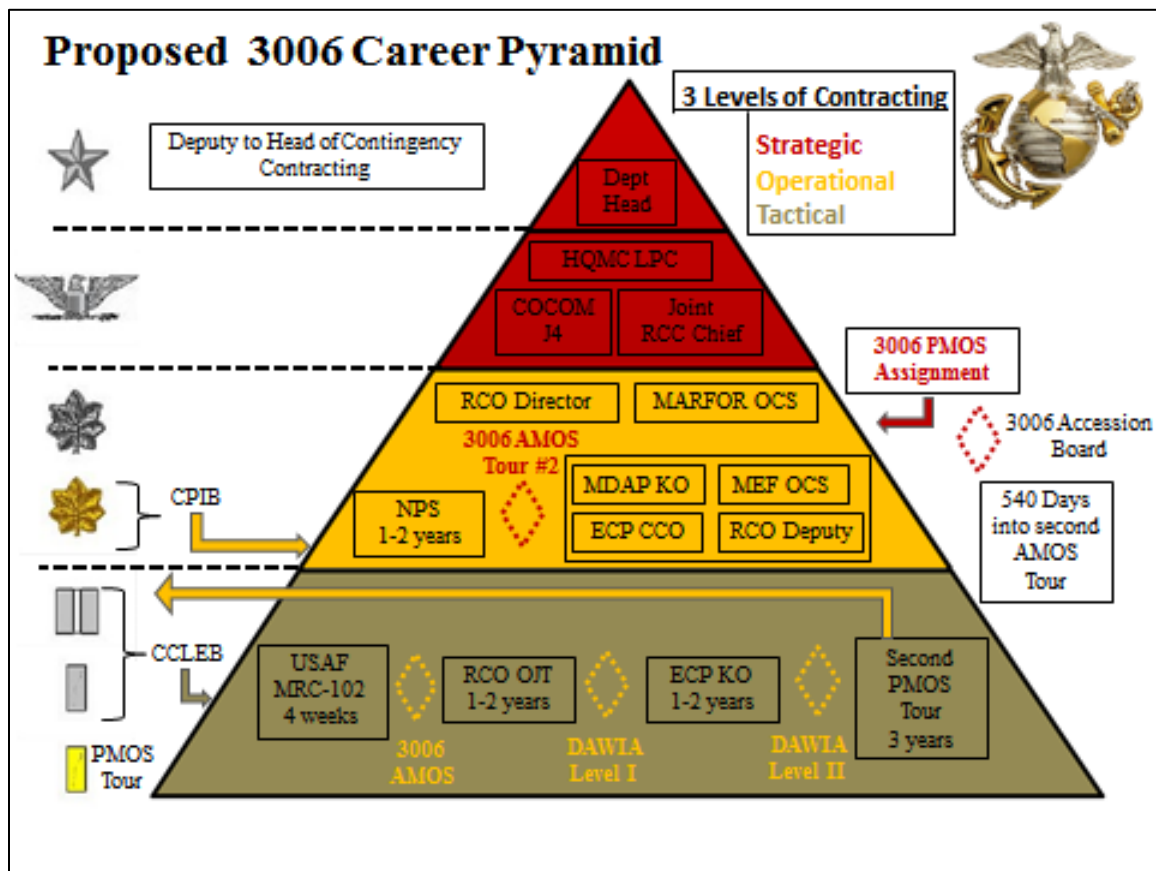 Proposed 3006 Career Pyramid
3 Levels of Contracting
Strategic
Operational
Tactical
Deputy to Head of Contingency
Contracting
Dept
Head
HQMC LPC
COCOM
J4
Joint
RCC Chief
3006 PMOS
Assignment
RCO Director
MARFOR OCS
3006 Accession
Board
3006 AMOS
Tour #2
MDAP KO
MEF OCS
ECP CCO
RCO Deputy
CPIB
NPS
1-2 years
540 Days
into second
AMOS
Tour
CCLEB
USAF
MRC-102
4 weeks
RCO OJT
1-2 years
ECP KO
1-2 years
Second
PMOS
Tour
3 years
3006
AMOS
DAWIA
Level I
DAWIA
Level II
PMOS
Tour